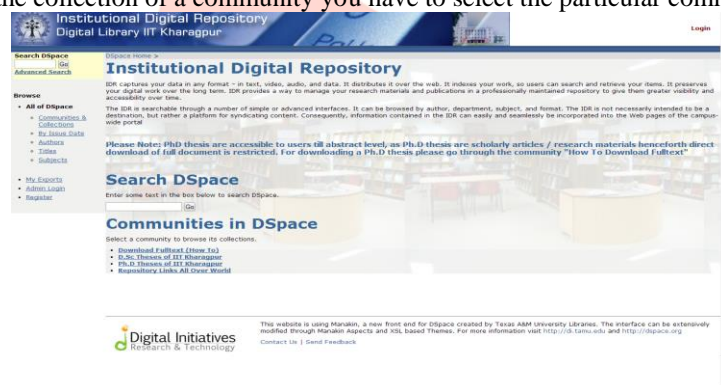 the collection of a community you have to select the particular comm
Institutional Digital Repository
Digital Library IIT Kharagpur
Login
Search DSpace
Go
Advanced Search
Browse
All of DSpace
Communities &
Collections
By Issue Date
Authors
Titles
Subjects
My Exports
Admin Login
Register
DSpace Home >
Institutional Digital Repository
IDR captures your data in any format - in text, video, audio, and data. It distributes it over the web. It indexes your work, so users can search and retrieve your items. It preserves
your digital work over the long term. IDR provides a way to manage your research materials and publications in a professionally maintained repository to give them greater visibility and
accessibility over time.
The IDR is searchable through a number of simple or advanced interfaces. It can be browsed by author, department, subject, and format. The IDR is not necessarily intended to be a
destination, but rather a platform for syndicating content. Consequently, information contained in the IDR can easily and seamlessly be incorporated into the Web pages of the campus-
wide portal
Please Note: PhD thesis are accessible to users till abstract level, as Ph.D thesis are scholarly articles / research materials henceforth direct
download of full document is restricted. For downloading a Ph.D thesis please go through the community "How To Download Fulltext"
Search DSpace
Enter some text in the box below to search DSpace.
Go
Communities in DSpace
Select a community to browse its collections.
Download Fulltext (How To)
D.Sc Theses of IIT Kharagpur
Ph.D Theses of IIT Kharagpur
Repository Links All Over World
Digital Initiatives
Research & Technology
This website is using Manakin, a new front end for DSpace created by Texas A&M University Libraries. The interface can be extensively
modified through Manakin Aspects and XSL based Themes. For more information visit http://di.tamu.edu and http://dspace.org
Contact Us | Send Feedback